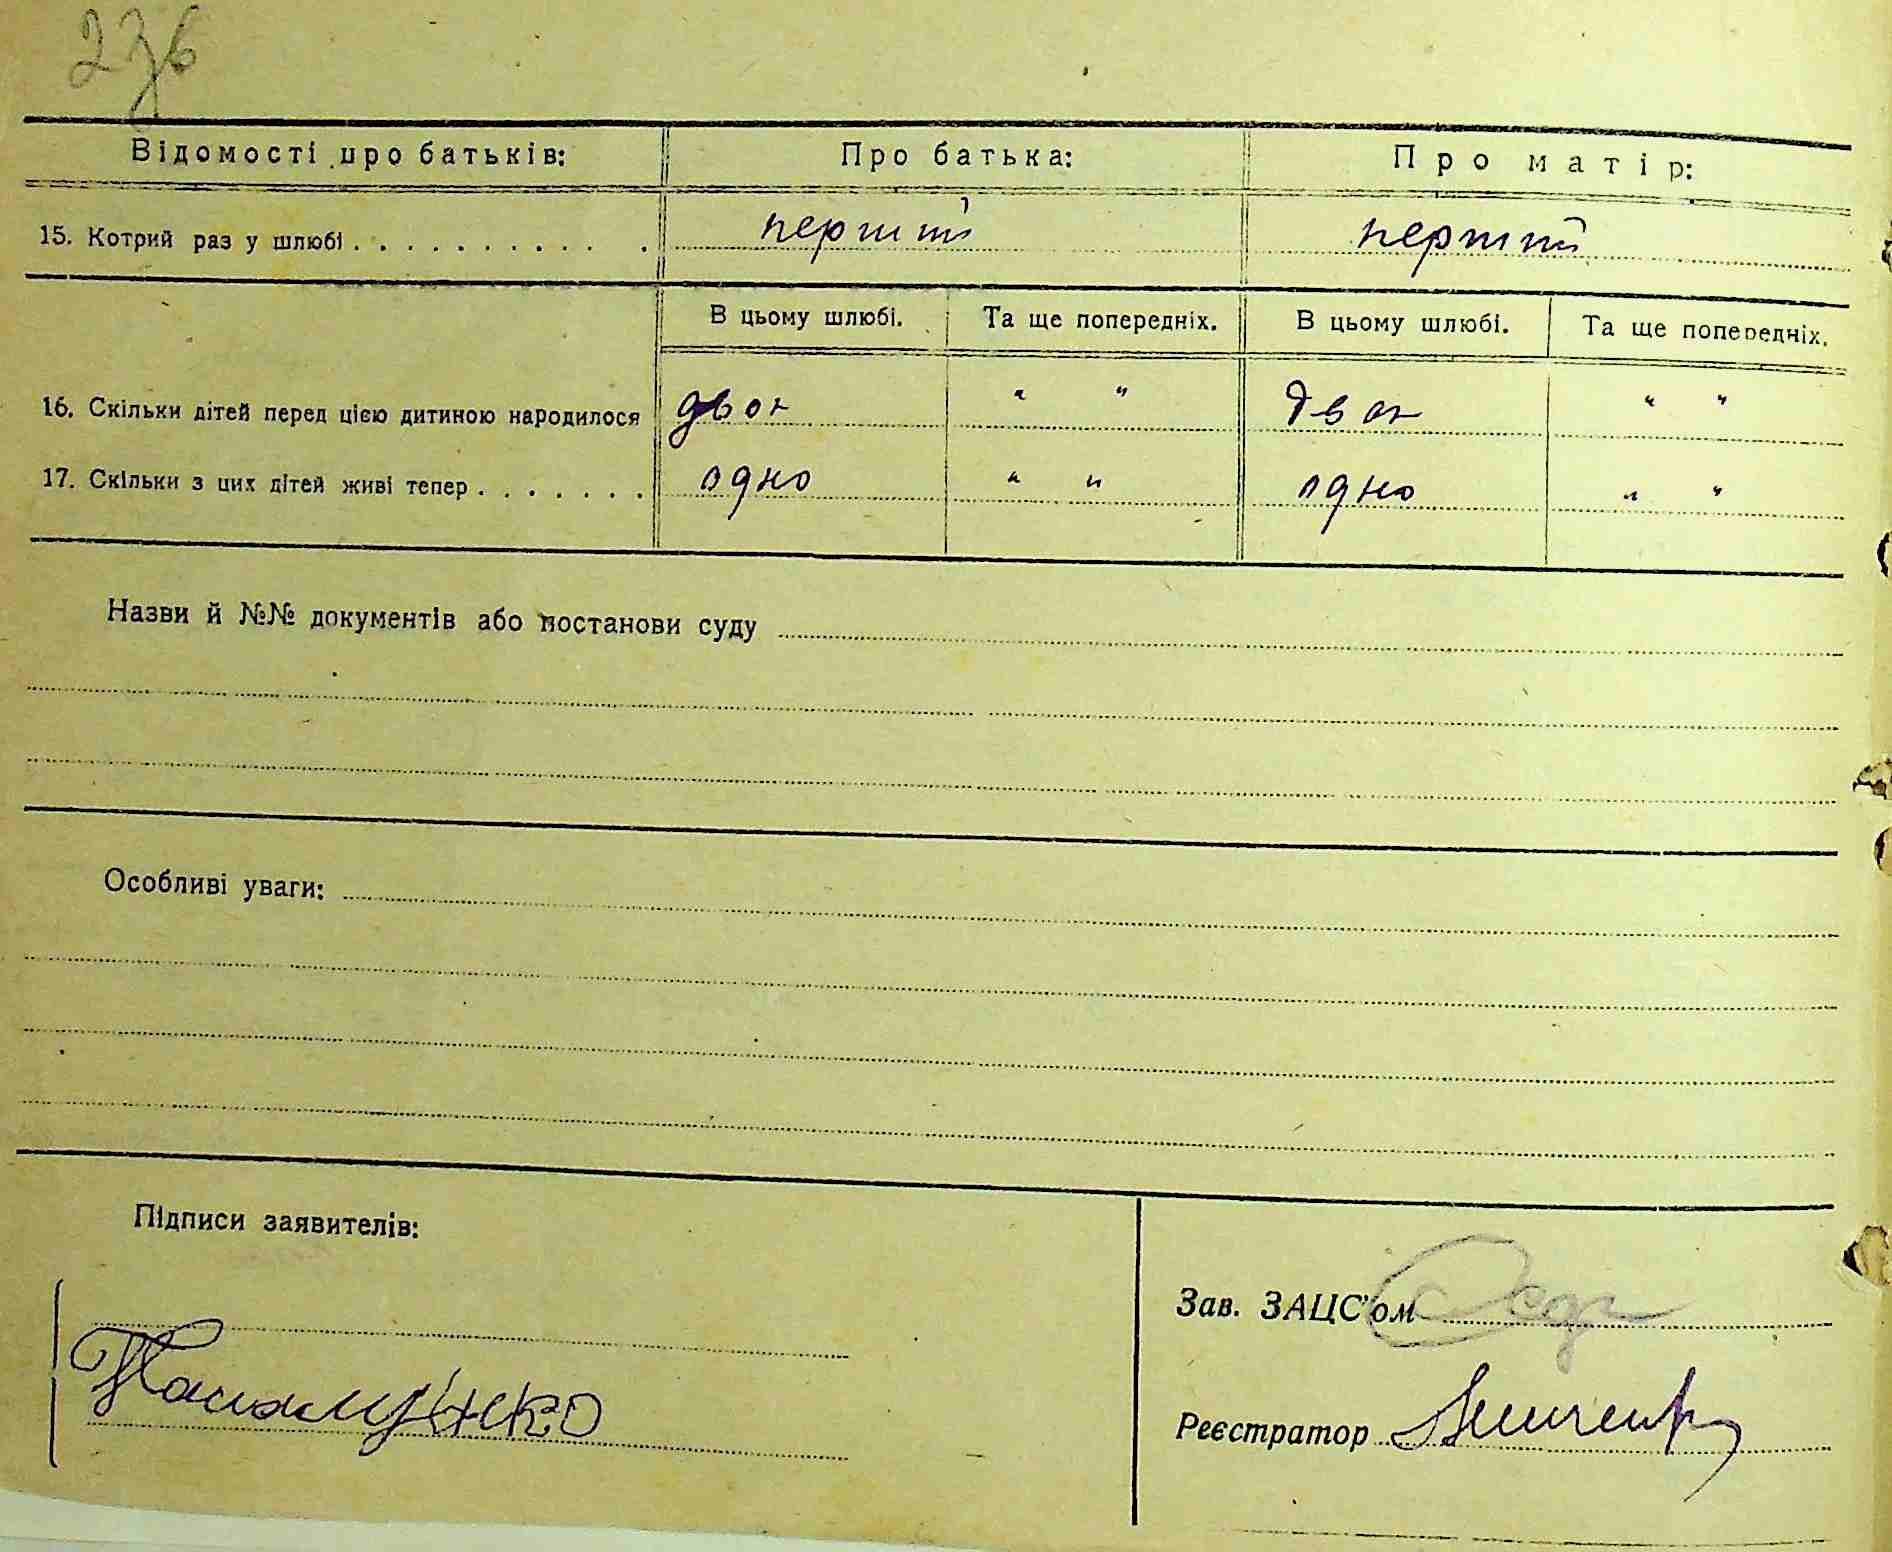 236
Відомості про батьків: Про батька: Про матір:
15. Котрий раз у шлюбі . . . . . . . . . . . перший перший
В цьому шлюбі. Та ще попередніх. В цьому шлюбі. Та ще попередніх.
16. Скільки дітей перед цією дитиною народилося двох " " двох " "
17. Скільки з цих дітей живі тепер . . . . . . . одно " " одно " "
Назви й №№ документів або постанови суду
Особливі уваги:
Підписи заявителів:
Зав. ЗАЦС'ом
Реєстратор